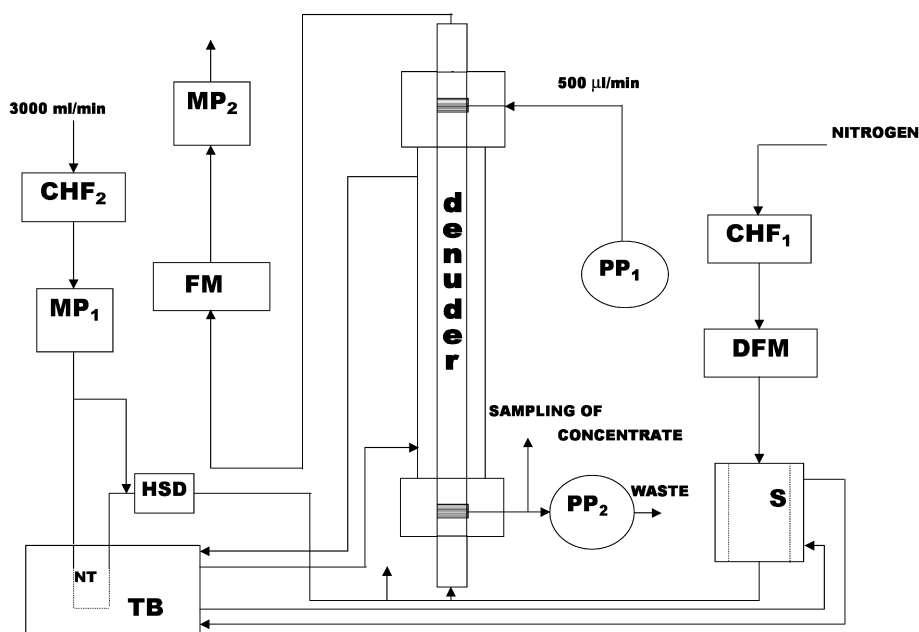 MP₂
500 µl/min
3000 ml/min
NITROGEN
CHF₂
denuder
CHF₁
PP₁
FM
MP₁
DFM
SAMPLING OF
CONCENTRATE
HSD
PP₂
WASTE
S
NT
TB